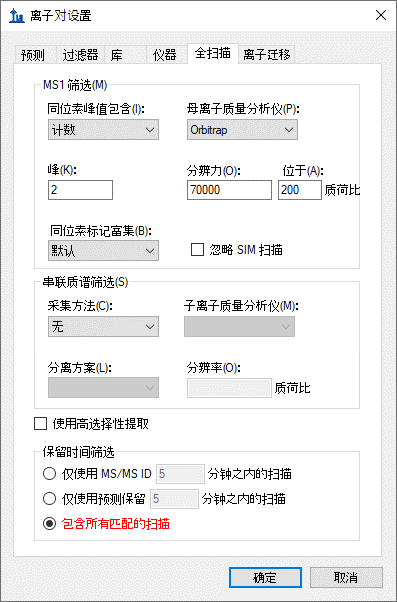 离子对设置
预测 过滤器 库 仪器 全扫描 离子迁移
MS1 筛选(M)
同位素峰值包含(I): 母离子质量分析仪(P):
计数 Orbitrap
峰(K): 分辨力(O): 位于(A):
2 70000 200 质荷比
同位素标记富集(B):
默认 忽略 SIM 扫描
串联质谱筛选(S)
采集方法(C): 子离子质量分析仪(M):
无
分离方案(L): 分辨率(O):
质荷比
使用高选择性提取
保留时间筛选
仅使用 MS/MS ID 5 分钟之内的扫描
仅使用预测保留 5 分钟之内的扫描
包含所有匹配的扫描
确定 取消